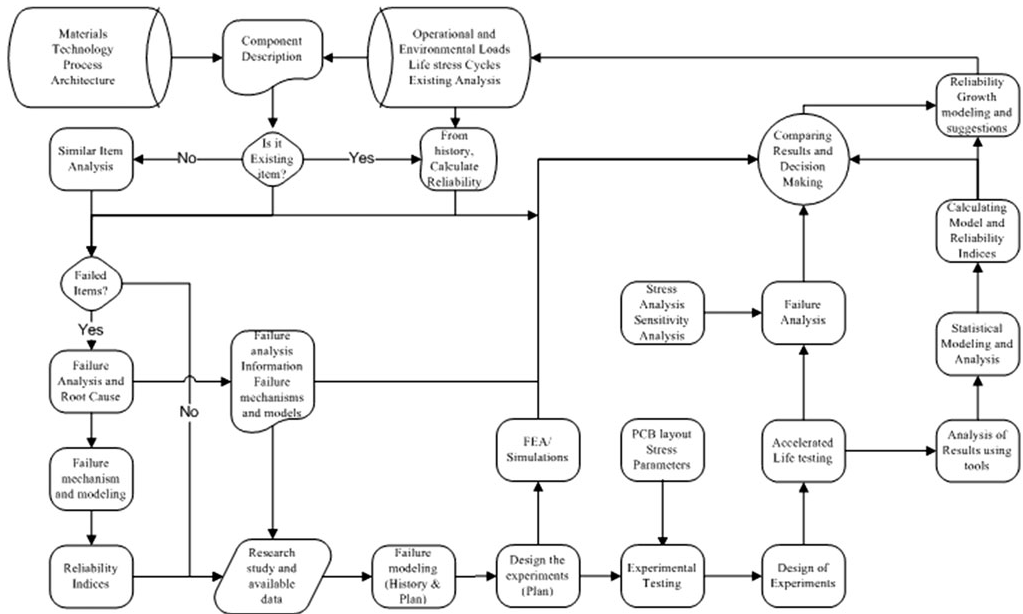 Materials
Technology
Process
Architecture
Component
Description
Operational and
Environmental Loads
Life stress Cycles
Existing Analysis
Reliability
Growth
modeling and
suggestions
Similar Item
Analysis
No
Is it
Existing
item?
Yes
From
history,
Calculate
Reliability
Comparing
Results and
Decision
Making
Calculating
Model and
Reliability
Indices
Failed
Items?
Stress
Analysis
Sensitivity
Analysis
Failure
Analysis
Statistical
Modeling and
Analysis
Yes
Failure
Analysis and
Root Cause
Failure
analysis
Information
Failure
mechanisms
and models
No
FEA/
Simulations
PCB layout
Stress
Parameters
Accelerated
Life testing
Analysis of
Results using
tools
Failure
mechanism
and modeling
Reliability
Indices
Research
study and
available
data
Failure
modeling
(History &
Plan)
Design the
experiments
(Plan)
Experimental
Testing
Design of
Experiments